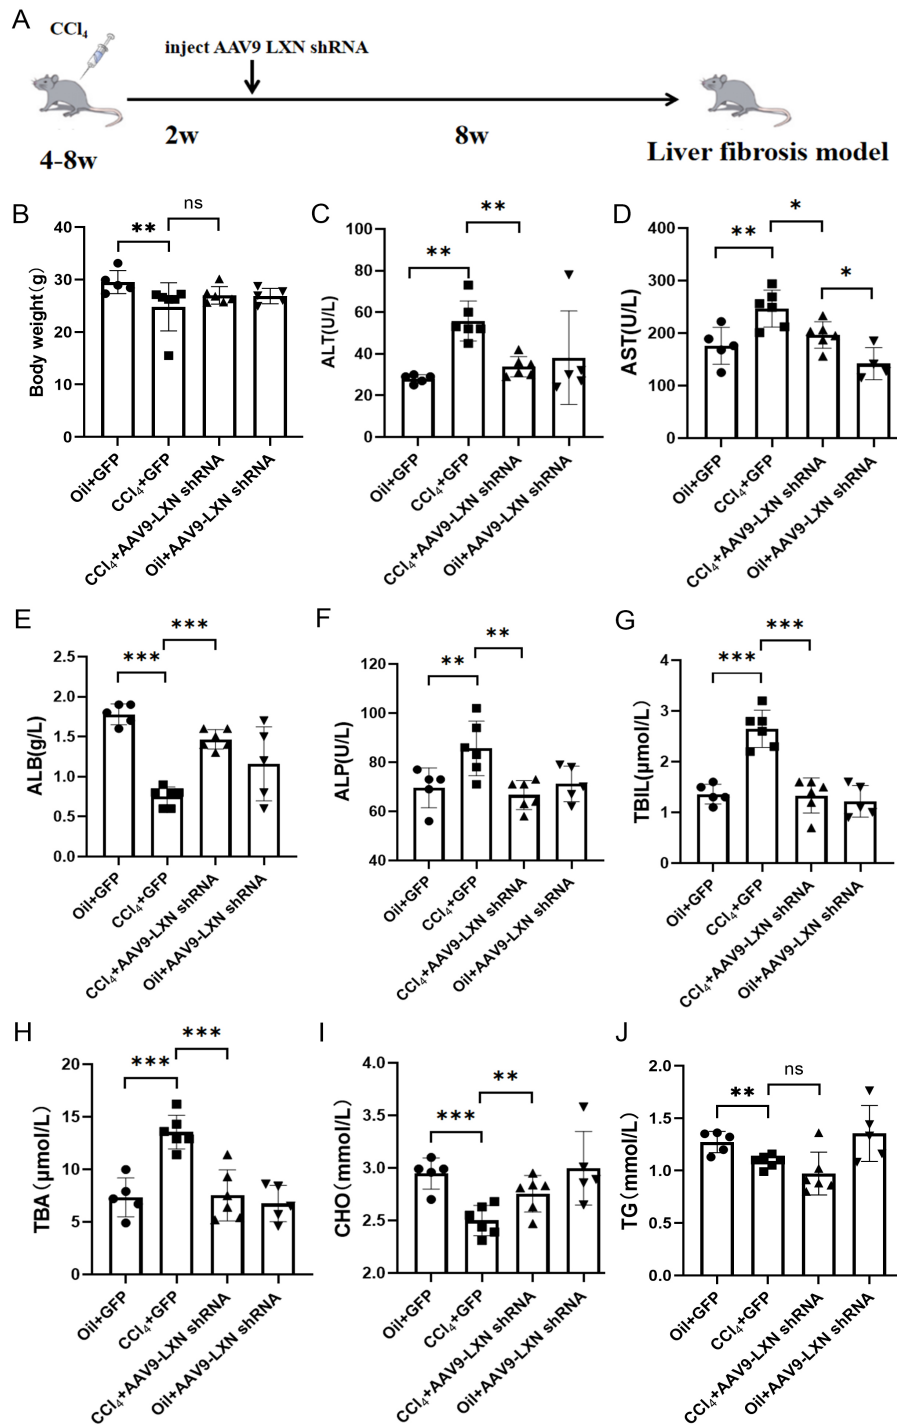 A
CCl4
inject AAV9 LXN shRNA
2w
8w
4-8w
Liver fibrosis model
B
ns
**
40
30
20
10
0
Body weight(g)
Oil+GFP
CCl4+GFP
CCl4+AAV9-LXN shRNA
Oil+AAV9-LXN shRNA
C
**
**
100
80
60
40
20
0
ALT(U/L)
Oil+GFP
CCl4+GFP
CCl4+AAV9-LXN shRNA
Oil+AAV9-LXN shRNA
D
*
**
*
400
300
200
100
0
AST(U/L)
Oil+GFP
CCl4+GFP
CCl4+AAV9-LXN shRNA
Oil+AAV9-LXN shRNA
E
***
***
2.5
2.0
1.5
1.0
0.5
0.0
ALB(g/L)
Oil+GFP
CCl4+GFP
CCl4+AAV9-LXN shRNA
Oil+AAV9-LXN shRNA
F
**
**
120
100
80
60
40
ALP(U/L)
Oil+GFP
CCl4+GFP
CCl4+AAV9-LXN shRNA
Oil+AAV9-LXN shRNA
G
***
***
4
3
2
1
0
TBIL(μmol/L)
Oil+GFP
CCl4+GFP
CCl4+AAV9-LXN shRNA
Oil+AAV9-LXN shRNA
H
***
***
20
15
10
5
0
TBA(μmol/L)
Oil+GFP
CCl4+GFP
CCl4+AAV9-LXN shRNA
Oil+AAV9-LXN shRNA
I
**
***
4.0
3.5
3.0
2.5
2.0
CHO(mmol/L)
Oil+GFP
CCl4+GFP
CCl4+AAV9-LXN shRNA
Oil+AAV9-LXN shRNA
J
ns
**
2.0
1.5
1.0
0.5
0.0
TG(mmol/L)
Oil+GFP
CCl4+GFP
CCl4+AAV9-LXN shRNA
Oil+AAV9-LXN shRNA